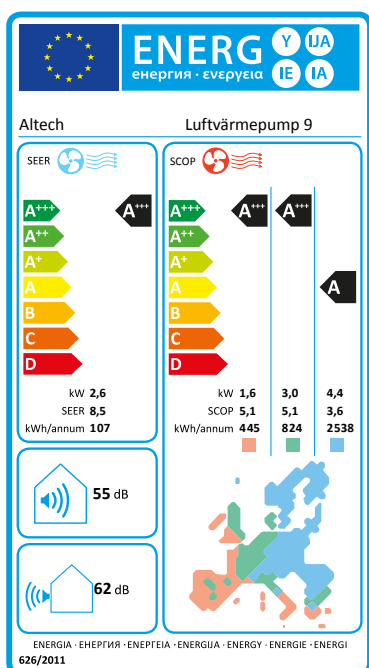 ENERG Y IJA
енергия · ενεργεια IE IA
Altech Luftvärmepump 9
SEER SCOP
A+++ A+++ A+++ A+++ A+++
A++ A++
A+ A+
A A A
B B
C C
D D
kW 2,6 kW 1,6 3,0 4,4
SEER 8,5 SCOP 5,1 5,1 3,6
kWh/annum 107 kWh/annum 445 824 2538
55 dB
62 dB
ENERGIA · ЕНЕРГИЯ · ΕΝΕΡΓΕΙΑ · ENERGIJA · ENERGY · ENERGIE · ENERGI
626/2011